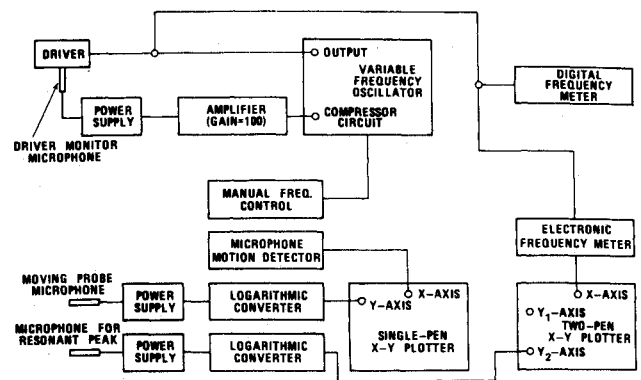 DRIVER
OUTPUT
VARIABLE
FREQUENCY
OSCILLATOR
COMPRESSOR
CIRCUIT
DIGITAL
FREQUENCY
METER
POWER
SUPPLY
AMPLIFIER
(GAIN=100)
DRIVER MONITOR
MICROPHONE
MANUAL FREQ.
CONTROL
MICROPHONE
MOTION DETECTOR
ELECTRONIC
FREQUENCY METER
MOVING PROBE
MICROPHONE
POWER
SUPPLY
LOGARITHMIC
CONVERTER
X-AXIS
Y-AXIS
SINGLE-PEN
X-Y PLOTTER
X-AXIS
Y1-AXIS
TWO-PEN
X-Y PLOTTER
Y2-AXIS
MICROPHONE FOR
RESONANT PEAK
POWER
SUPPLY
LOGARITHMIC
CONVERTER